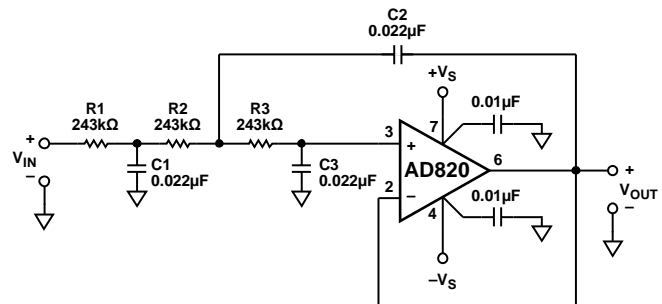 C2
0.022µF
+VS
0.01µF
R1
243kΩ
R2
243kΩ
R3
243kΩ
+
VIN
–
C1
0.022µF
C3
0.022µF
3
+
7
AD820
6
2
–
4
0.01µF
–VS
+
VOUT
–